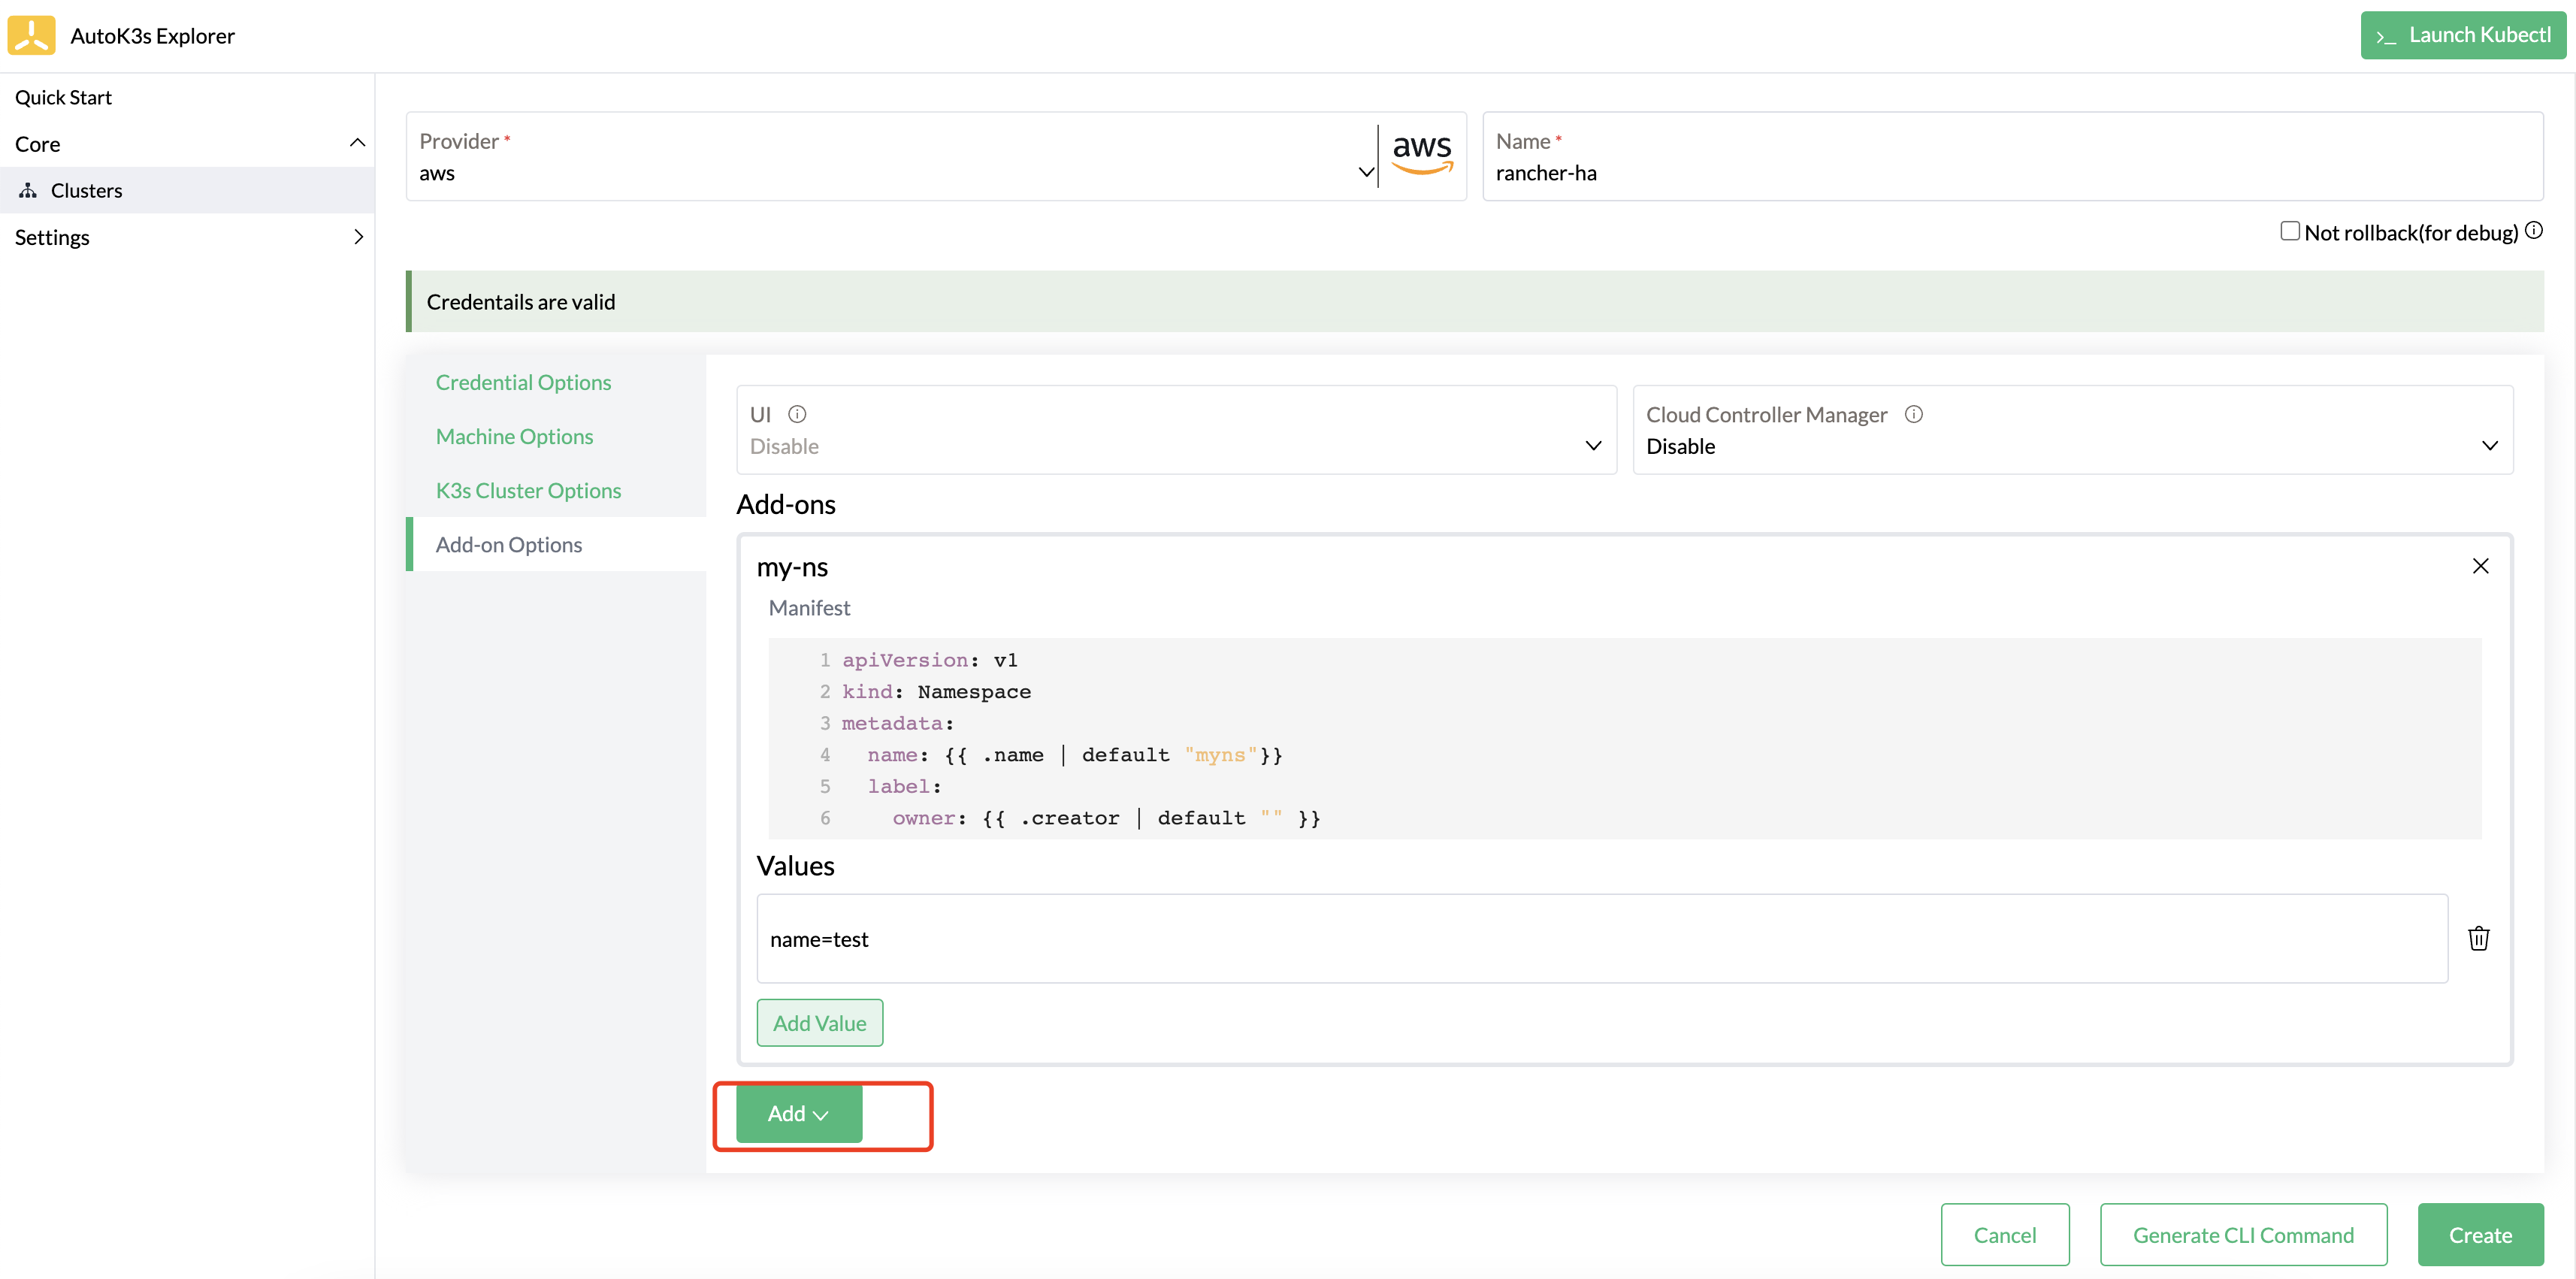 AutoK3s Explorer
>_ Launch Kubectl
Quick Start
Core
Clusters
Settings
Provider *
aws
aws
Name *
rancher-ha
Not rollback(for debug)
Credentails are valid
Credential Options
Machine Options
K3s Cluster Options
Add-on Options
UI
Disable
Cloud Controller Manager
Disable
Add-ons
my-ns
Manifest
1 apiVersion: v1
2 kind: Namespace
3 metadata:
4   name: {{ .name | default "myns"}}
5   label:
6     owner: {{ .creator | default "" }}
Values
name=test
Add Value
Add
Cancel
Generate CLI Command
Create